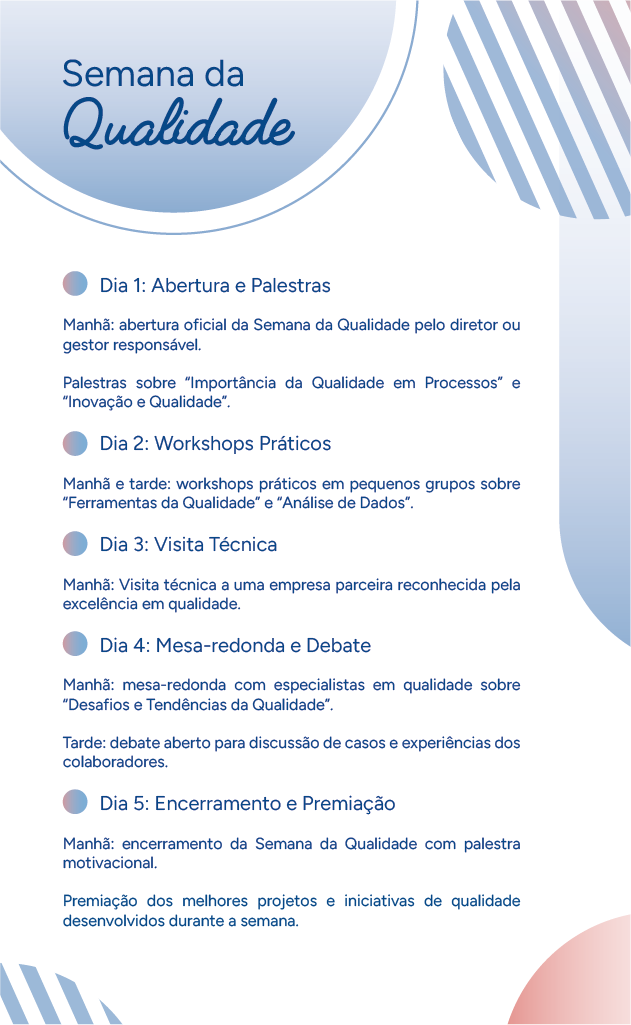 Semana da
Qualidade
Dia 1: Abertura e Palestras
Manhã: abertura oficial da Semana da Qualidade pelo diretor ou
gestor responsável.
Palestras sobre “Importância da Qualidade em Processos” e
“Inovação e Qualidade”.
Dia 2: Workshops Práticos
Manhã e tarde: workshops práticos em pequenos grupos sobre
“Ferramentas da Qualidade” e “Análise de Dados”.
Dia 3: Visita Técnica
Manhã: Visita técnica a uma empresa parceira reconhecida pela
excelência em qualidade.
Dia 4: Mesa-redonda e Debate
Manhã: mesa-redonda com especialistas em qualidade sobre
“Desafios e Tendências da Qualidade”.
Tarde: debate aberto para discussão de casos e experiências dos
colaboradores.
Dia 5: Encerramento e Premiação
Manhã: encerramento da Semana da Qualidade com palestra
motivacional.
Premiação dos melhores projetos e iniciativas de qualidade
desenvolvidos durante a semana.